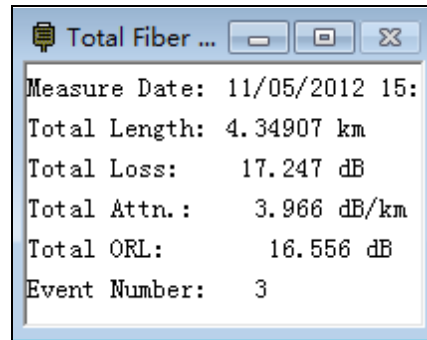 Total Fiber ...
Measure Date: 11/05/2012 15:
Total Length: 4.34907 km
Total Loss: 17.247 dB
Total Attn.: 3.966 dB/km
Total ORL: 16.556 dB
Event Number: 3